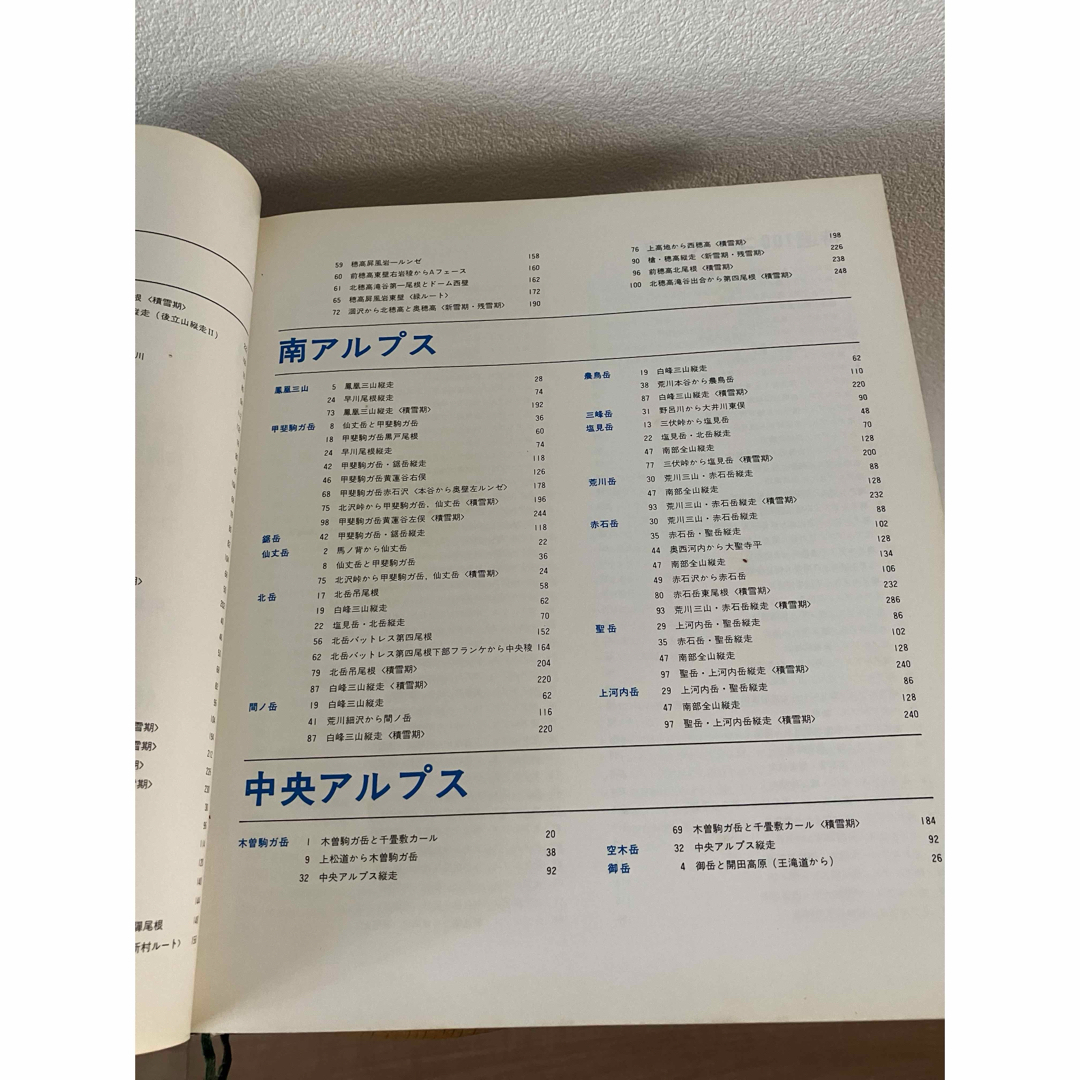 根〈積雪期〉
縦走（後立山縦走II）
川
59 穂高屏風岩一ルンゼ 158
60 前穂高東壁右岩稜からAフェース 160
61 北穂高滝谷第一尾根とドーム西壁 162
65 穂高屏風岩東壁〈緑ルート〉 172
72 涸沢から北穂高と奥穂高〈新雪期・残雪期〉 190
76 上高地から西穂高〈積雪期〉 198
90 槍・穂高縦走〈新雪期・残雪期〉 226
96 前穂高北尾根〈積雪期〉 238
100 北穂高滝谷出合から第四尾根〈積雪期〉 248
南アルプス
鳳凰三山 5 鳳凰三山縦走 28
24 早川尾根縦走 74
73 鳳凰三山縦走〈積雪期〉 192
甲斐駒ガ岳 8 仙丈岳と甲斐駒ガ岳 36
18 甲斐駒ガ岳黒戸尾根 60
24 早川尾根縦走 74
42 甲斐駒ガ岳・鋸岳縦走 118
46 甲斐駒ガ岳黄蓮谷右俣 126
68 甲斐駒ガ岳赤石沢〈本谷から奥壁左ルンゼ〉 178
75 北沢峠から甲斐駒ガ岳，仙丈岳〈積雪期〉 196
98 甲斐駒ガ岳黄蓮谷左俣〈積雪期〉 244
鋸岳 42 甲斐駒ガ岳・鋸岳縦走 118
仙丈岳 2 馬ノ背から仙丈岳 22
8 仙丈岳と甲斐駒ガ岳 36
75 北沢峠から甲斐駒ガ岳，仙丈岳〈積雪期〉 24
北岳 17 北岳吊尾根 58
19 白峰三山縦走 62
22 塩見岳・北岳縦走 70
56 北岳バットレス第四尾根 152
62 北岳バットレス第四尾根下部フランケから中央稜 164
79 北岳吊尾根〈積雪期〉 204
87 白峰三山縦走〈積雪期〉 220
間ノ岳 19 白峰三山縦走 62
41 荒川細沢から間ノ岳 116
87 白峰三山縦走〈積雪期〉 220
農鳥岳 19 白峰三山縦走 62
38 荒川本谷から農鳥岳 110
87 白峰三山縦走〈積雪期〉 220
三峰岳 31 野呂川から大井川東俣 90
塩見岳 13 三伏峠から塩見岳 48
22 塩見岳・北岳縦走 70
47 南部全山縦走 128
77 三伏峠から塩見岳〈積雪期〉 200
荒川岳 30 荒川三山・赤石岳縦走 88
47 南部全山縦走 128
93 荒川三山・赤石岳縦走〈積雪期〉 232
赤石岳 30 荒川三山・赤石岳縦走 88
35 赤石岳・聖岳縦走 102
44 奥西河内から大聖寺平 128
47 南部全山縦走 134
49 赤石沢から赤石岳 106
80 赤石岳東尾根〈積雪期〉 232
93 荒川三山・赤石岳縦走〈積雪期〉 286
聖岳 29 上河内岳・聖岳縦走 86
35 赤石岳・聖岳縦走 102
47 南部全山縦走 128
97 聖岳・上河内岳縦走〈積雪期〉 240
上河内岳 29 上河内岳・聖岳縦走 86
47 南部全山縦走 128
97 聖岳・上河内岳縦走〈積雪期〉 240
中央アルプス
木曽駒ガ岳 1 木曽駒ガ岳と千畳敷カール 20
9 上松道から木曽駒ガ岳 38
32 中央アルプス縦走 92
69 木曽駒ガ岳と千畳敷カール〈積雪期〉 184
空木岳 32 中央アルプス縦走 92
御岳 4 御岳と開田高原（王滝道から） 26